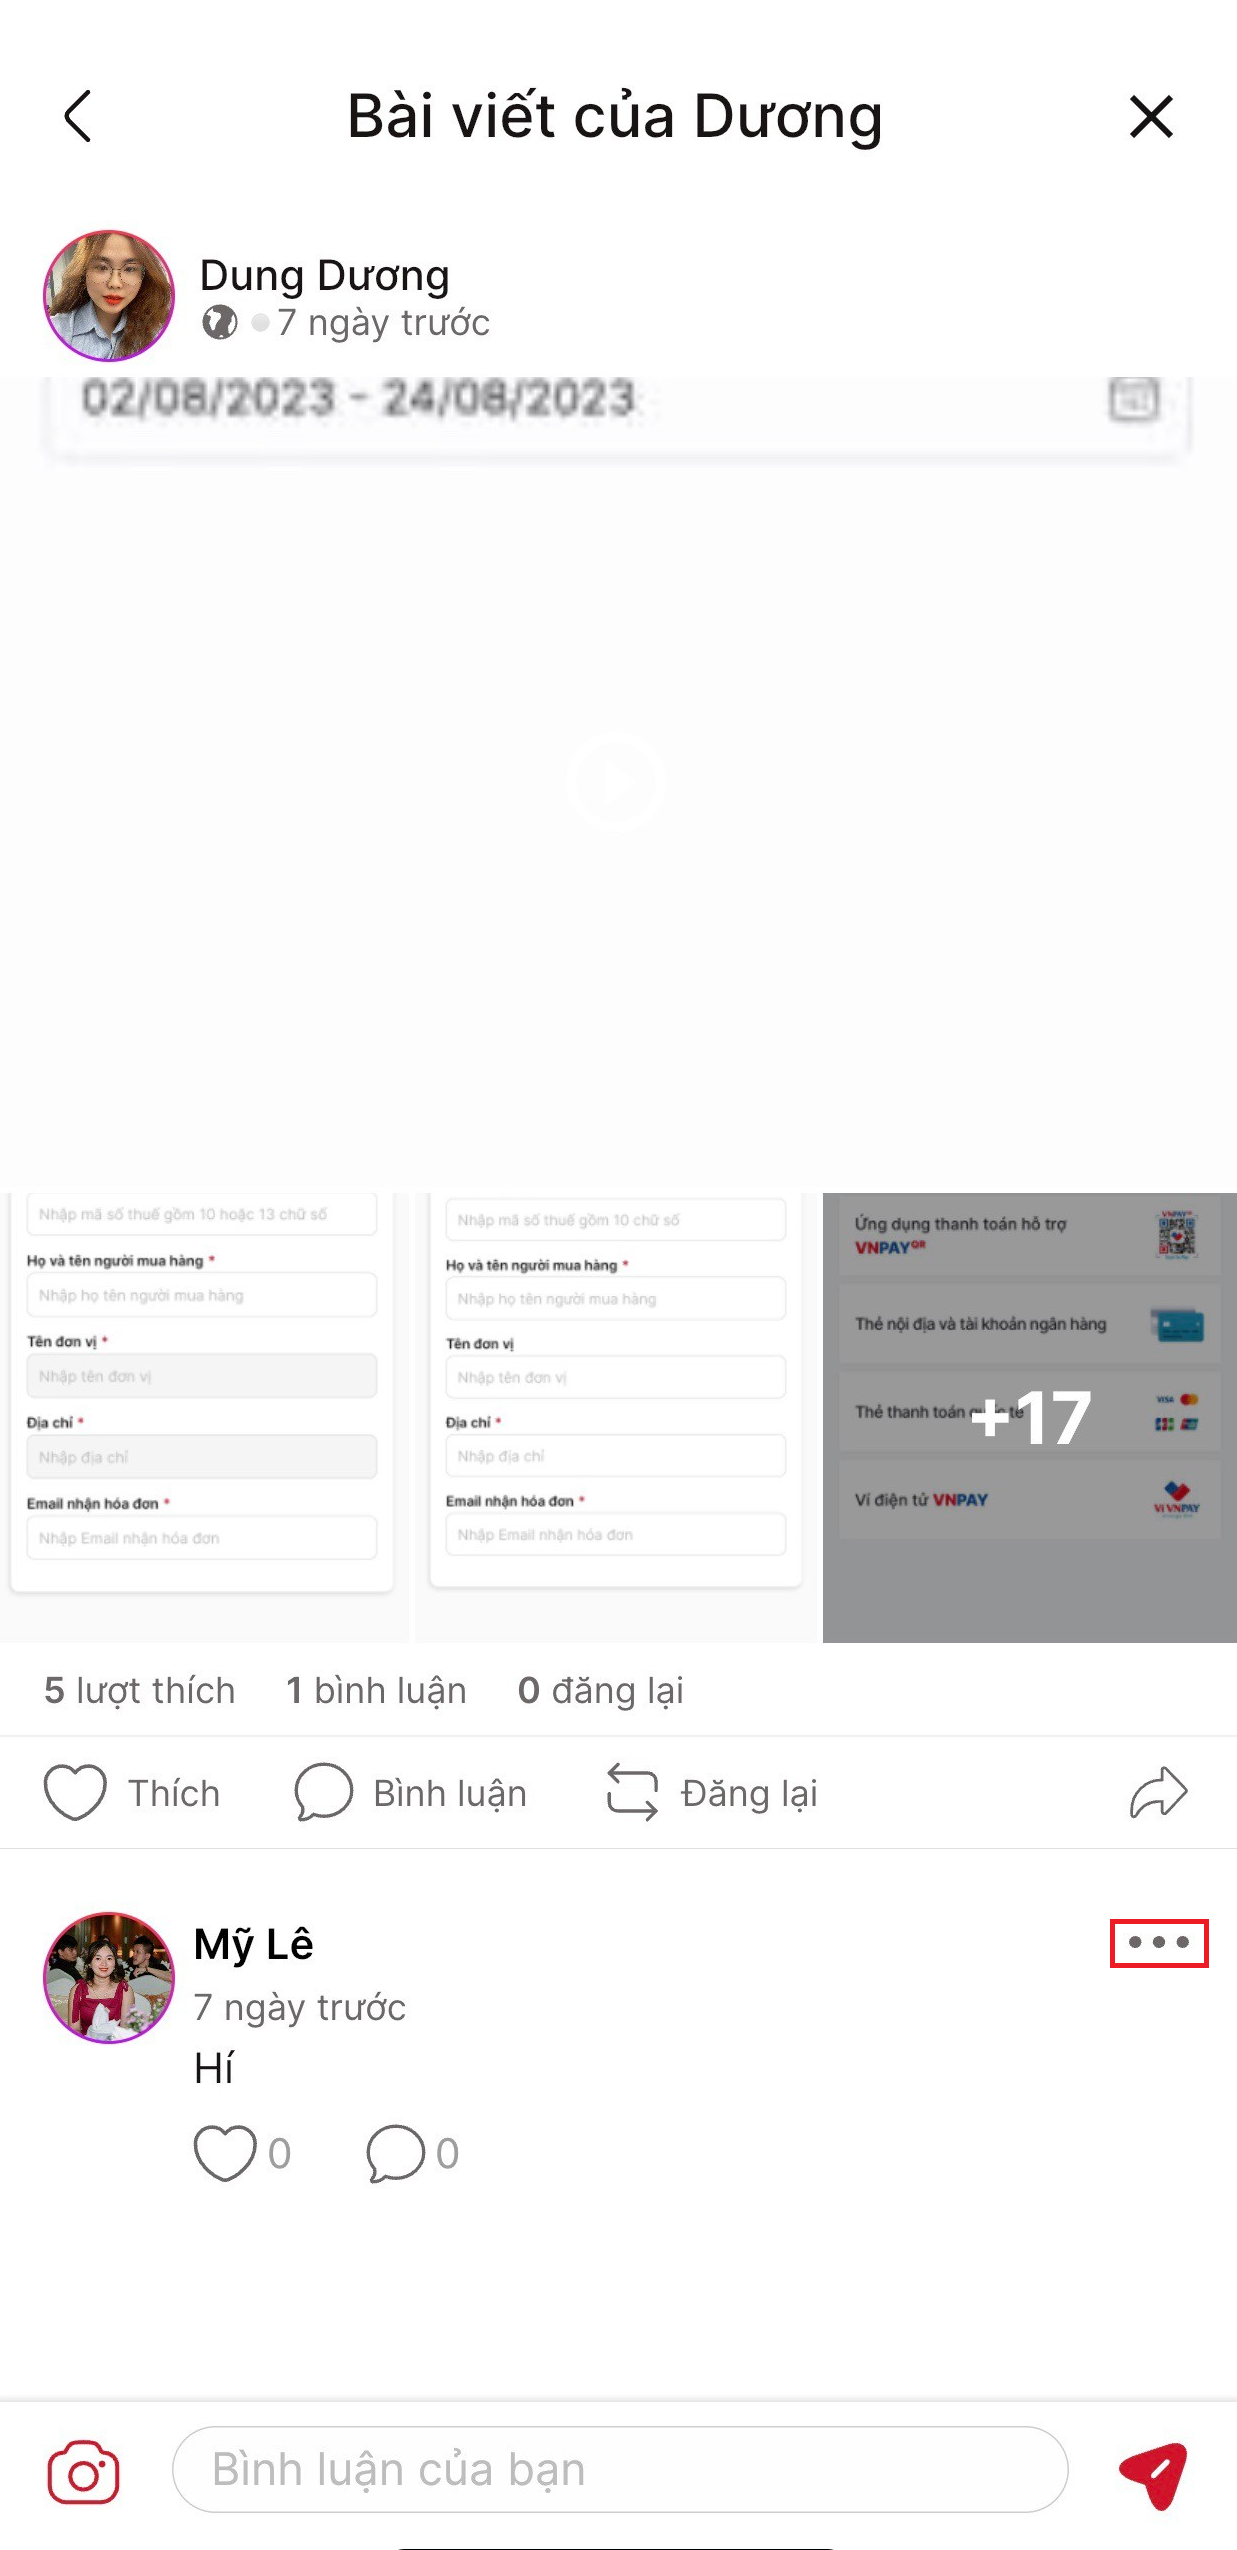 Bài viết của Dương
Dung Dương
7 ngày trước
02/08/2023 - 24/08/2023
Nhập mã số thuế gồm 10 hoặc 13 chữ số
Họ và tên người mua hàng *
Nhập họ tên người mua hàng
Tên đơn vị *
Nhập tên đơn vị
Địa chỉ *
Nhập địa chỉ
Email nhận hóa đơn *
Nhập Email nhận hóa đơn
Nhập mã số thuế gồm 10 chữ số
Họ và tên người mua hàng *
Nhập họ tên người mua hàng
Tên đơn vị
Nhập tên đơn vị
Địa chỉ *
Nhập địa chỉ
Email nhận hóa đơn *
Nhập Email nhận hóa đơn
Ứng dụng thanh toán hỗ trợ
VNPAYQR
Thẻ nội địa và tài khoản ngân hàng
Thẻ thanh toán quốc tế
VISA
+17
Ví điện tử VNPAY
Ví VNPAY
5 lượt thích 1 bình luận 0 đăng lại
Thích Bình luận Đăng lại
Mỹ Lê
7 ngày trước
Hí
0 0
Bình luận của bạn